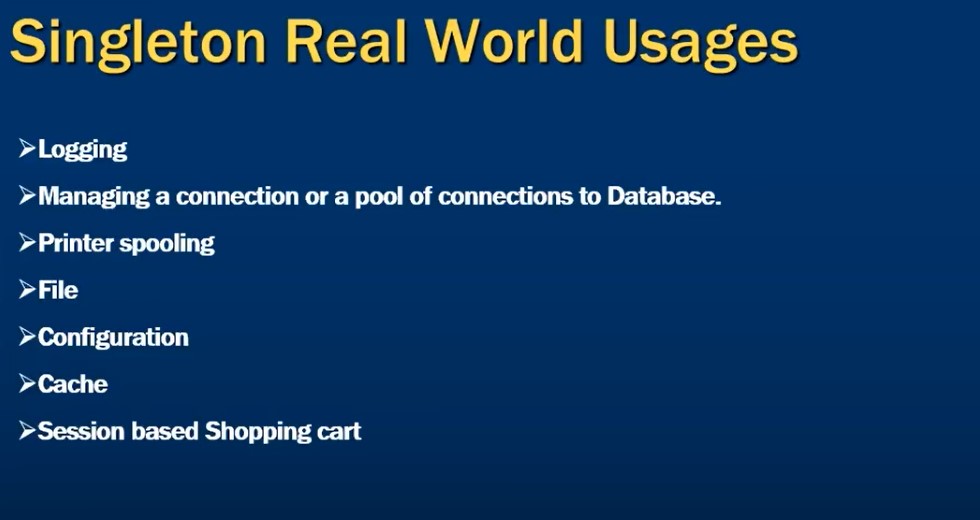 Singleton Real World Usages
➢Logging
➢Managing a connection or a pool of connections to Database.
➢Printer spooling
➢File
➢Configuration
➢Cache
➢Session based Shopping cart